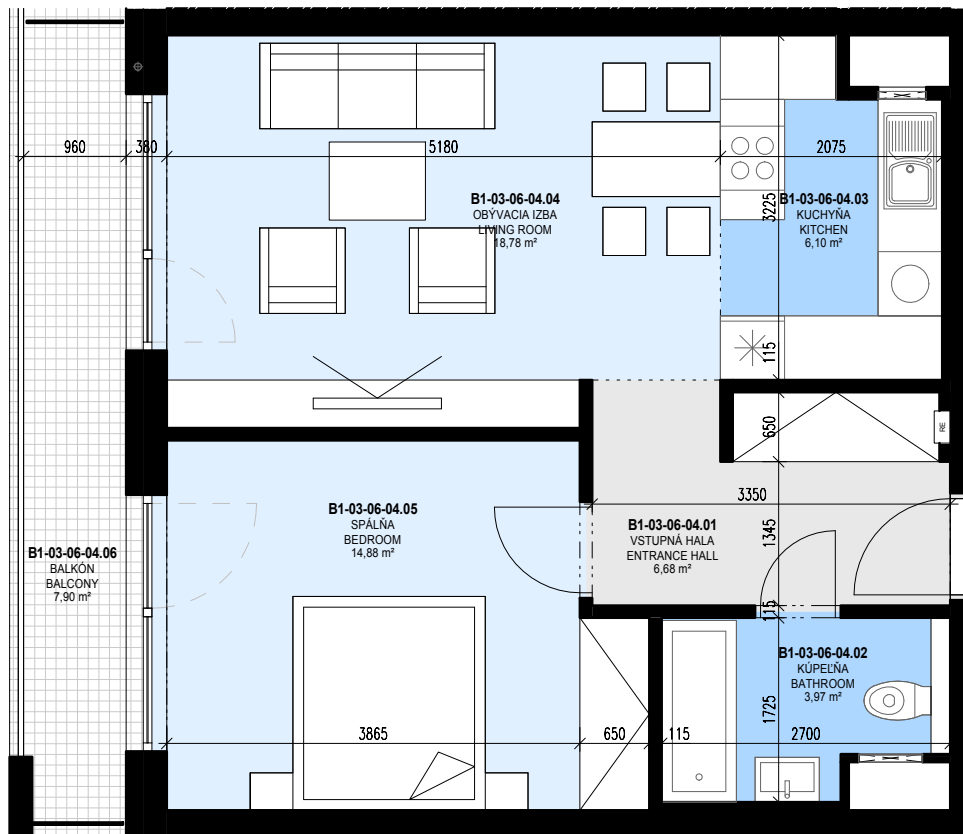 960
380
5180
2075
B1-03-06-04.04
OBÝVACIA IZBA
LIVING ROOM
18,78 m²
3225
B1-03-06-04.03
KUCHYŇA
KITCHEN
6,10 m²
115
650
RE
3350
B1-03-06-04.05
SPÁLŇA
BEDROOM
14,88 m²
B1-03-06-04.01
VSTUPNÁ HALA
ENTRANCE HALL
6,68 m²
1345
B1-03-06-04.06
BALKÓN
BALCONY
7,90 m²
115
B1-03-06-04.02
KÚPEĽŇA
BATHROOM
3,97 m²
1725
3865
650
115
2700